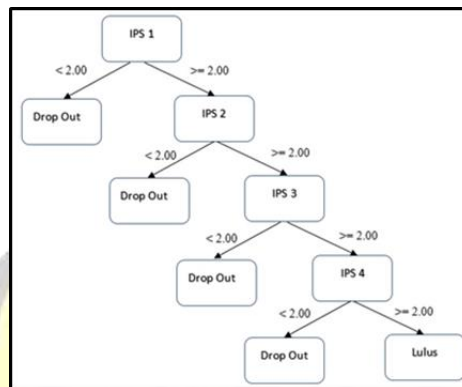 IPS 1
< 2.00
>= 2.00
Drop Out
IPS 2
< 2.00
>= 2.00
Drop Out
IPS 3
< 2.00
>= 2.00
Drop Out
IPS 4
< 2.00
>= 2.00
Drop Out
Lulus